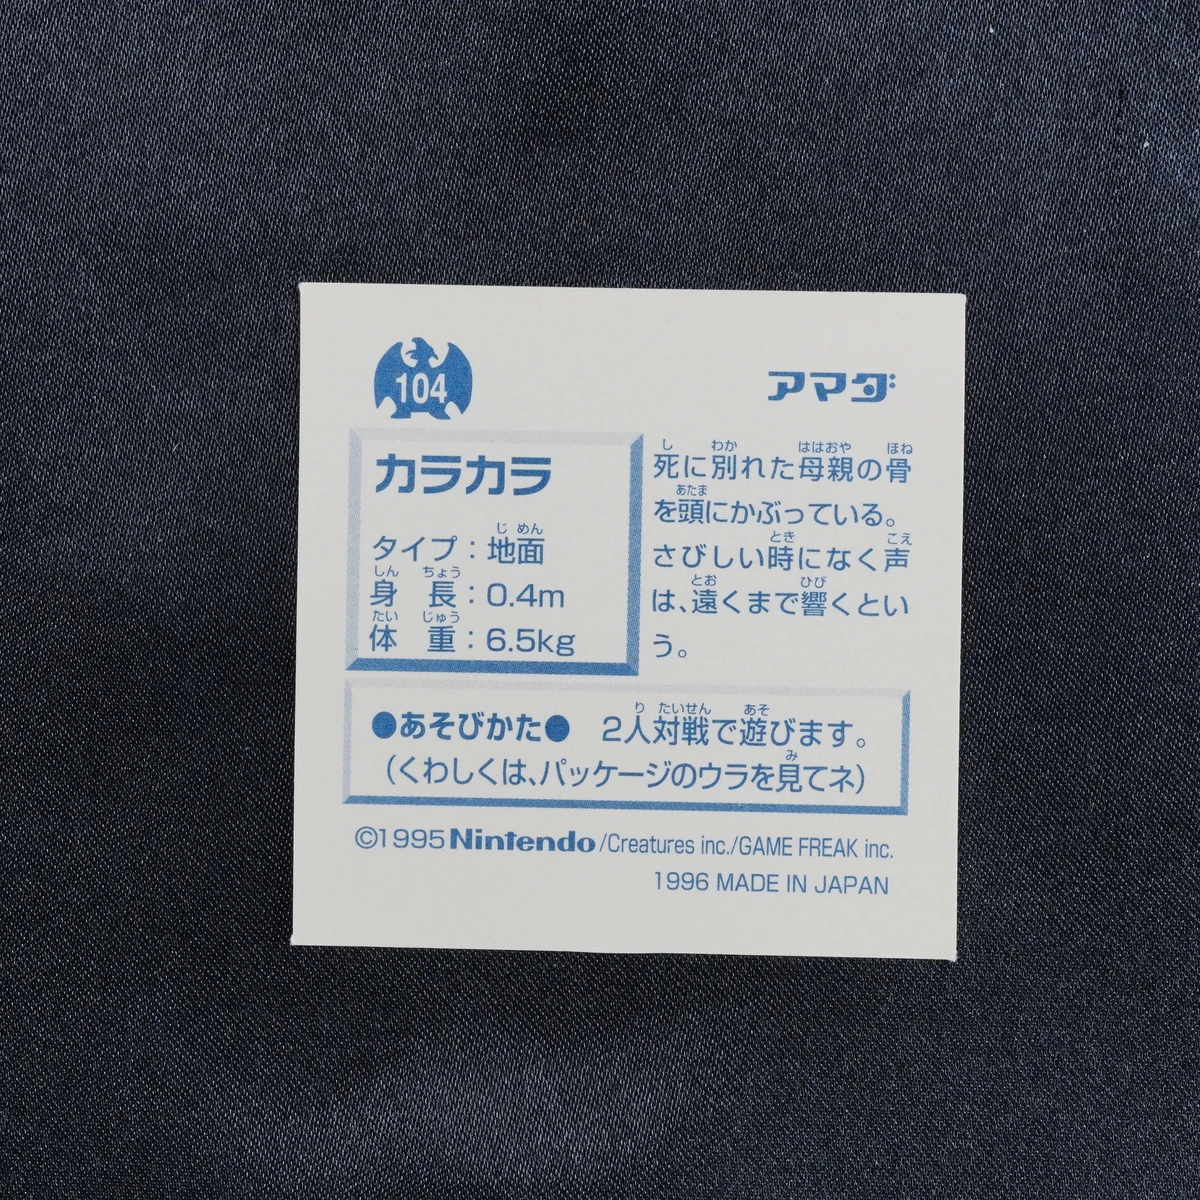 104
アマダ
カラカラ
タイプ：地面
身長：0.4m
体重：6.5kg
死に別れた母親の骨
を頭にかぶっている。
さびしい時になく声
は、遠くまで響くとい
う。
●あそびかた● 2人対戦で遊びます。
（くわしくは、パッケージのウラを見てネ）
©1995 Nintendo/Creatures inc./GAME FREAK inc.
1996 MADE IN JAPAN